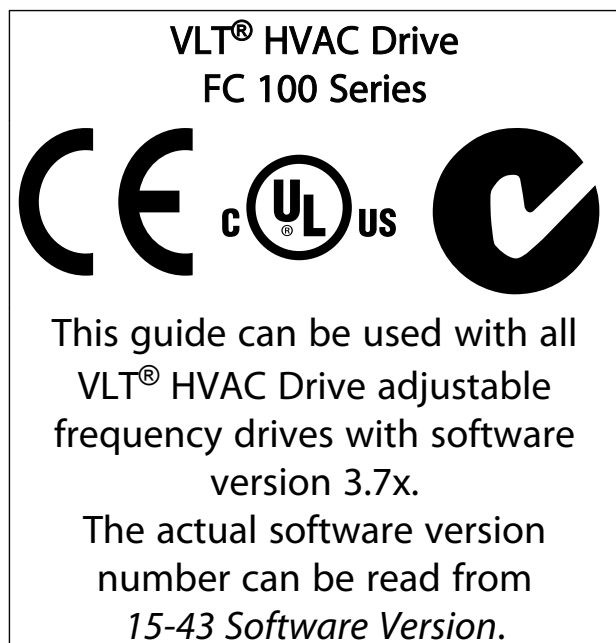 VLT® HVAC Drive
FC 100 Series
CE C UL® US
This guide can be used with all
VLT® HVAC Drive adjustable
frequency drives with software
version 3.7x.
The actual software version
number can be read from
15-43 Software Version.